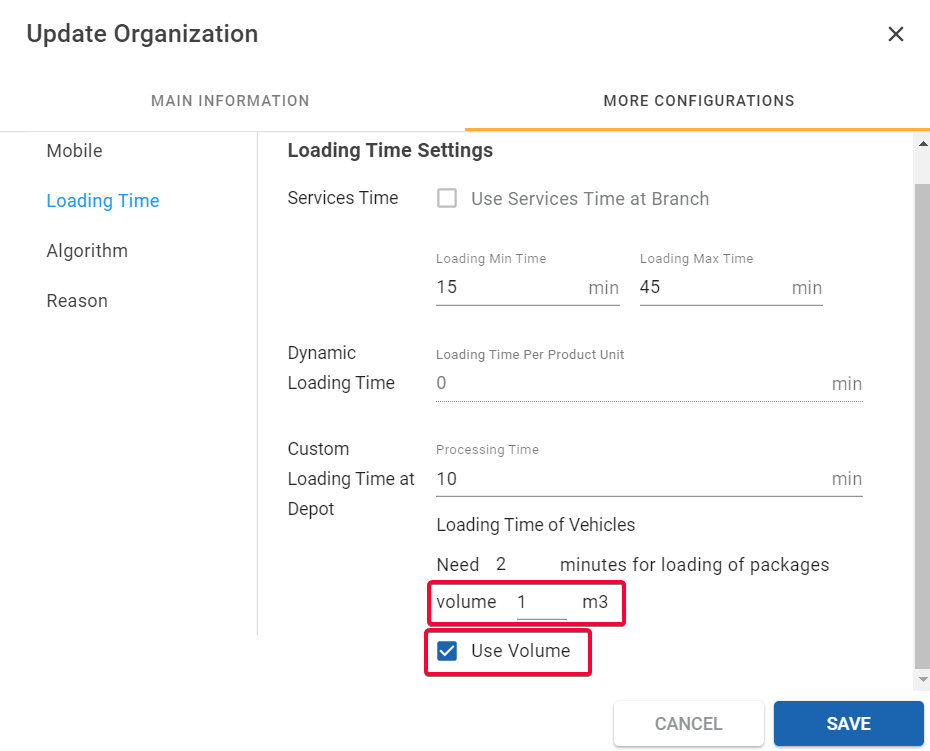 Update Organization
MAIN INFORMATION
MORE CONFIGURATIONS
Mobile
Loading Time
Algorithm
Reason
Loading Time Settings
Services Time
Use Services Time at Branch
Loading Min Time
Loading Max Time
15 min
45 min
Dynamic
Loading Time
Loading Time Per Product Unit
0 min
Custom
Loading Time at
Depot
Processing Time
10 min
Loading Time of Vehicles
Need 2 minutes for loading of packages
volume 1 m3
Use Volume
CANCEL
SAVE